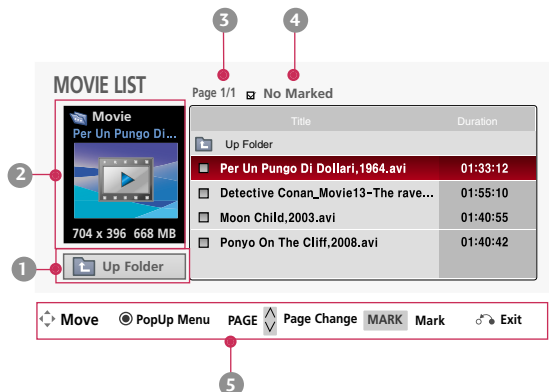 3 4
MOVIE LIST
Page 1/1 No Marked
Movie
Per Un Pungo Di...
704 x 396 668 MB
Up Folder
Title Duration
Up Folder
Per Un Pungo Di Dollari,1964.avi 01:33:12
Detective Conan_Movie13-The rave... 01:55:10
Moon Child,2003.avi 01:40:55
Ponyo On The Cliff,2008.avi 01:40:42
2
1
Move PopUp Menu PAGE Page Change MARK Mark Exit
5